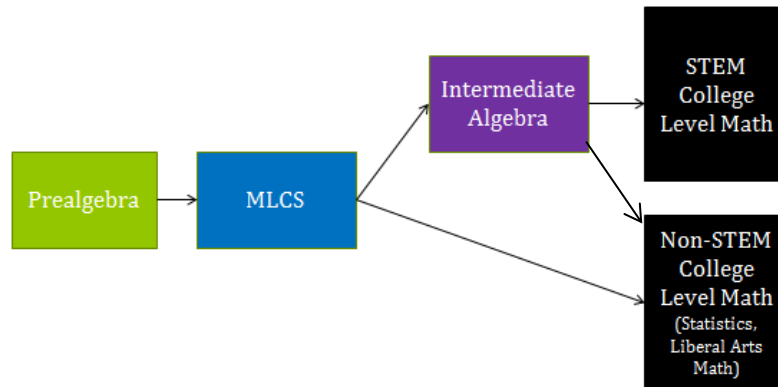 Prealgebra
MLCS
Intermediate
Algebra
STEM
College
Level Math
Non-STEM
College
Level Math
(Statistics,
Liberal Arts
Math)